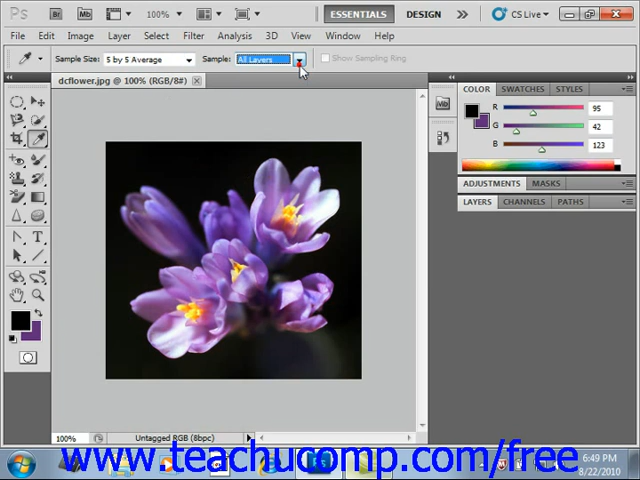 Ps Br Mb 100% ESSENTIALS DESIGN CS Live
File Edit Image Layer Select Filter Analysis 3D View Window Help
Sample Size: 5 by 5 Average Sample: All Layers Show Sampling Ring
dcflower.jpg @ 100% (RGB/8#)
COLOR SWATCHES STYLES
Mb
R 95
G 42
B 123
ADJUSTMENTS MASKS
LAYERS CHANNELS PATHS
T
100% Untagged RGB (8bpc)
www.teachucomp.com/free
6:49 PM
8/22/2010